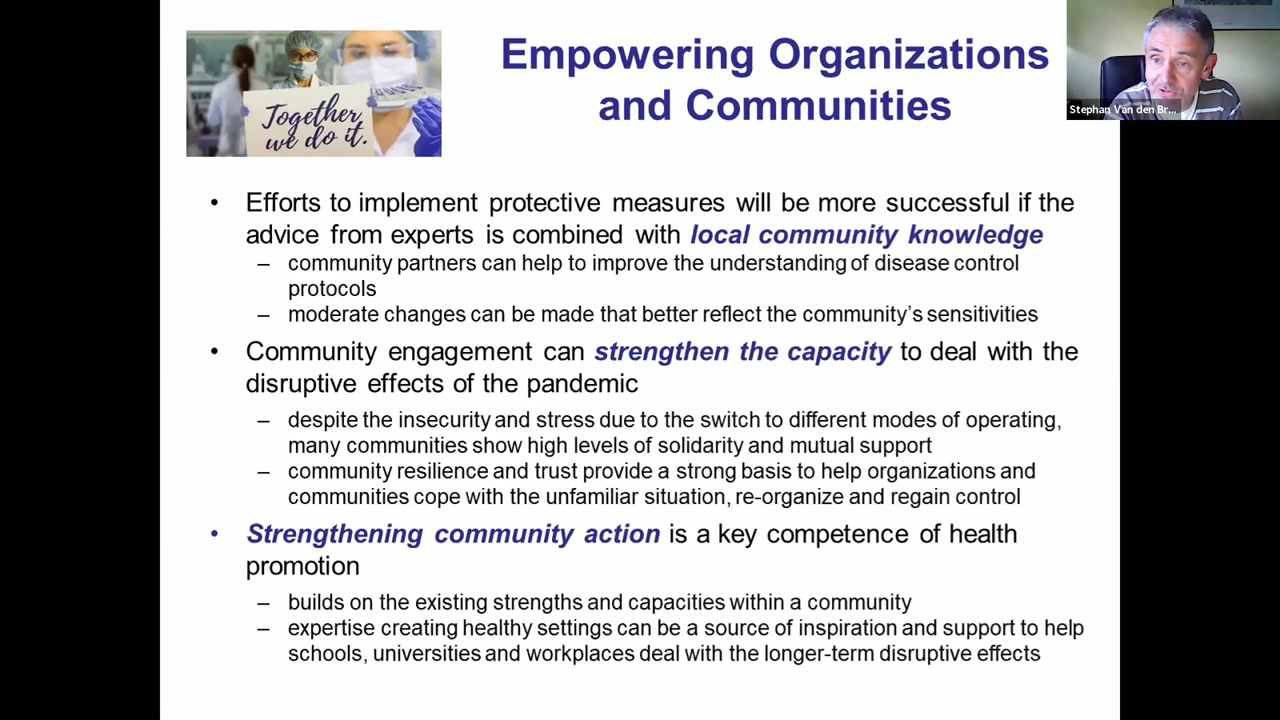 Empowering Organizations
and Communities
Together
we do it.
Stephan Van den Br...
• Efforts to implement protective measures will be more successful if the
advice from experts is combined with local community knowledge
– community partners can help to improve the understanding of disease control
protocols
– moderate changes can be made that better reflect the community's sensitivities
• Community engagement can strengthen the capacity to deal with the
disruptive effects of the pandemic
– despite the insecurity and stress due to the switch to different modes of operating,
many communities show high levels of solidarity and mutual support
– community resilience and trust provide a strong basis to help organizations and
communities cope with the unfamiliar situation, re-organize and regain control
• Strengthening community action is a key competence of health
promotion
– builds on the existing strengths and capacities within a community
– expertise creating healthy settings can be a source of inspiration and support to help
schools, universities and workplaces deal with the longer-term disruptive effects